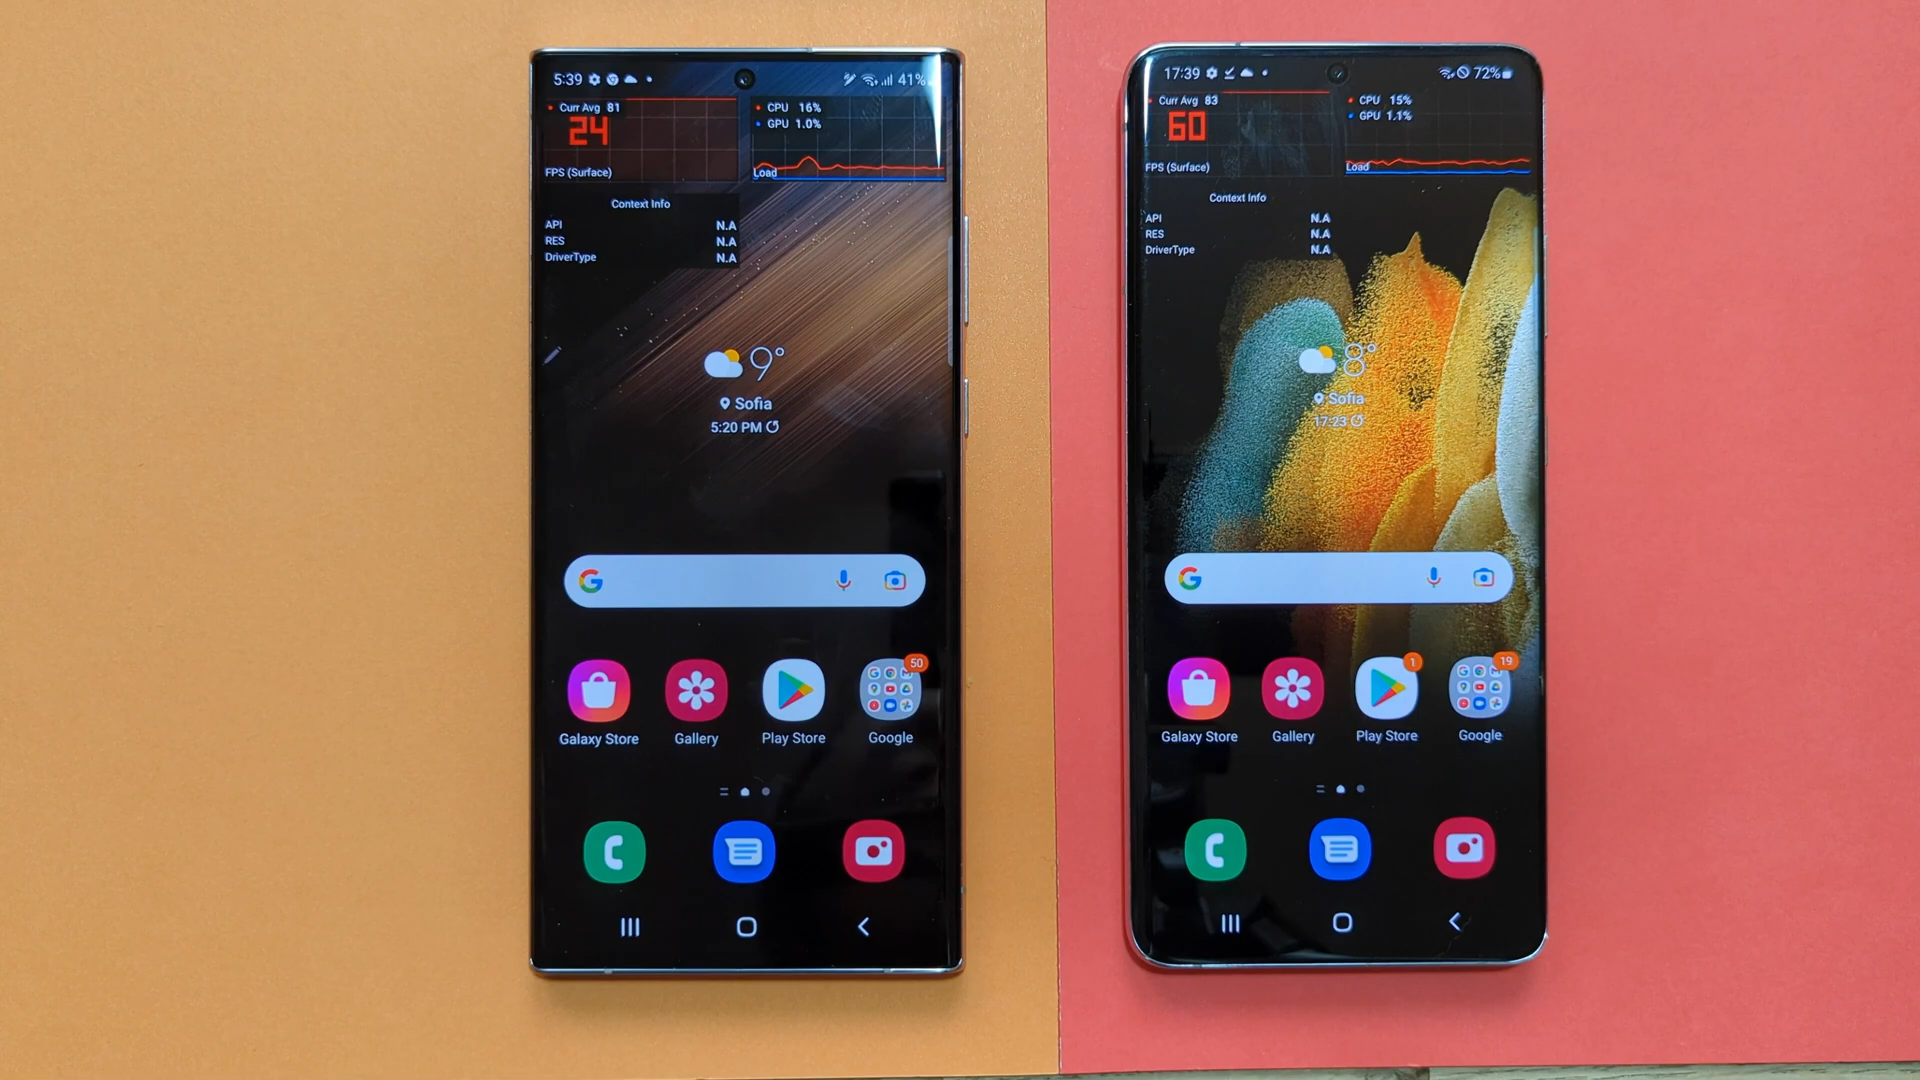 5:39 41%
Curr Avg 81
24
FPS (Surface)
CPU 16%
GPU 1.0%
Load
Context Info
API N.A
RES N.A
DriverType N.A
9°
Sofia
5:20 PM
G
50
Galaxy Store Gallery Play Store Google
17:39 72%
Curr Avg 83
60
FPS (Surface)
CPU 15%
GPU 1.1%
Load
Context Info
API N.A
RES N.A
DriverType N.A
8°
Sofia
17:23
G
1 19
Galaxy Store Gallery Play Store Google